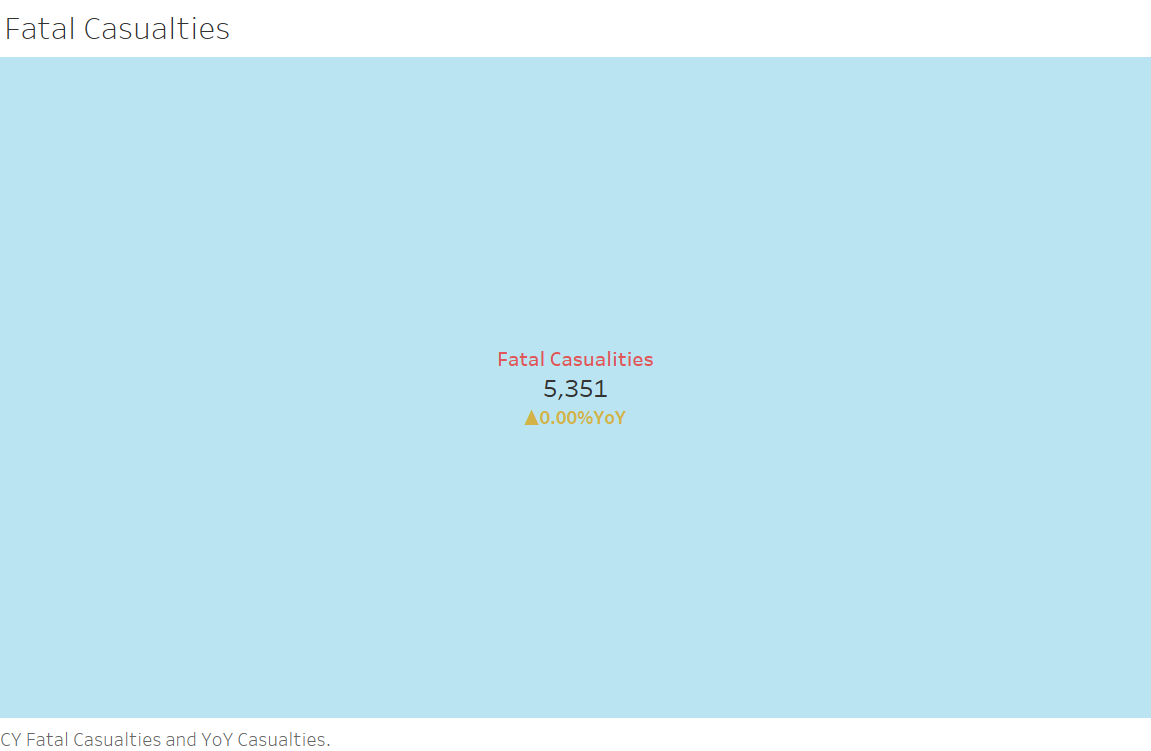 Fatal Casualties
Fatal Casualities
5,351
▲0.00%YoY
CY Fatal Casualties and YoY Casualties.